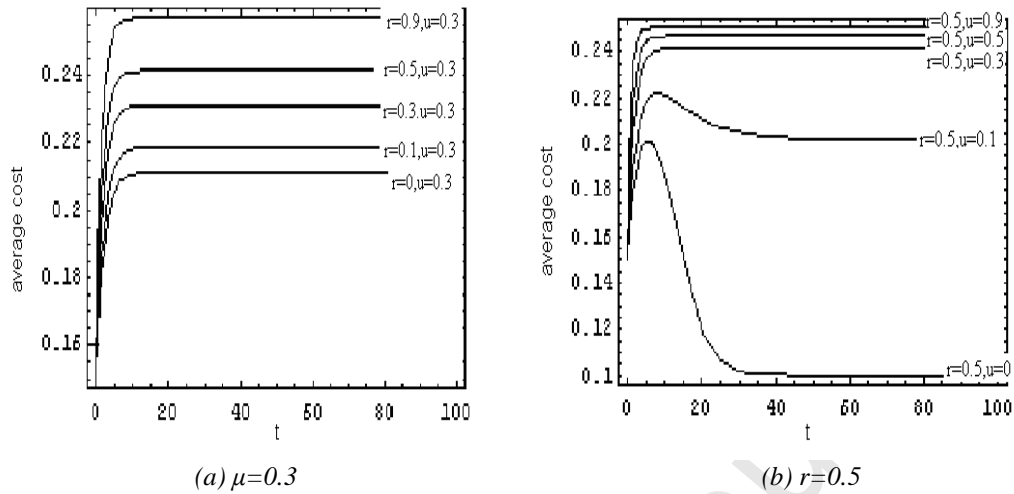 average cost
0.24
0.22
0.2
0.18
0.16
r=0.9,u=0.3
r=0.5,u=0.3
r=0.3.u=0.3
r=0.1,u=0.3
r=0,u=0.3
0 20 40 60 80 100
t
(a) μ=0.3
average cost
0.24
0.22
0.2
0.18
0.16
0.14
0.12
0.1
r=0.5,u=0.9
r=0.5,u=0.5
r=0.5,u=0.3
r=0.5,u=0.1
r=0.5,u=0
0 20 40 60 80 100
t
(b) r=0.5